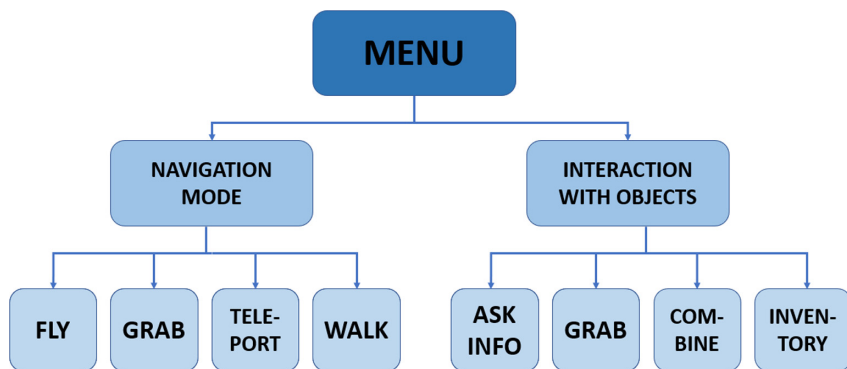 MENU
NAVIGATION
MODE
INTERACTION
WITH OBJECTS
FLY
GRAB
TELE-
PORT
WALK
ASK
INFO
GRAB
COM-
BINE
INVEN-
TORY